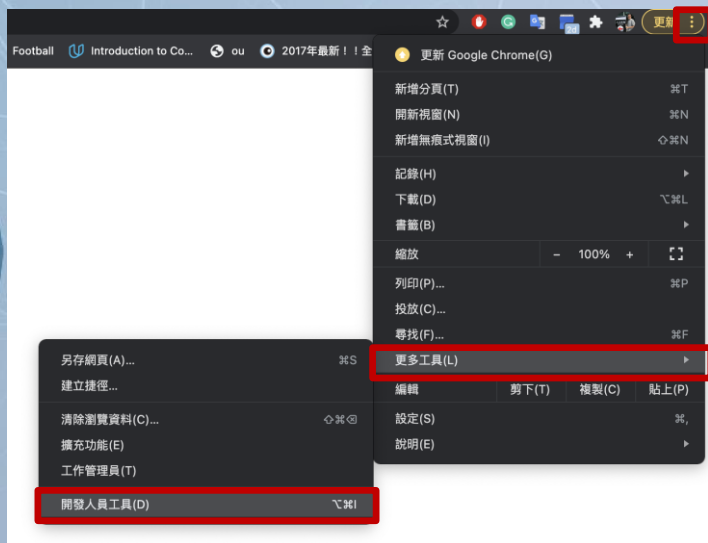 更新
2d
Football Introduction to Co... ou 2017年最新！！全
更新 Google Chrome(G)
新增分頁(T) ⌘T
開新視窗(N) ⌘N
新增無痕式視窗(I) ⇧⌘N
記錄(H)
下載(D) ⌥⌘L
書籤(B)
縮放 − 100% +
列印(P)... ⌘P
投放(C)...
尋找(F)... ⌘F
更多工具(L)
編輯 剪下(T) 複製(C) 貼上(P)
設定(S) ⌘,
說明(E)
另存網頁(A)... ⌘S
建立捷徑...
清除瀏覽資料(C)... ⇧⌘⌫
擴充功能(E)
工作管理員(T)
開發人員工具(D) ⌥⌘I